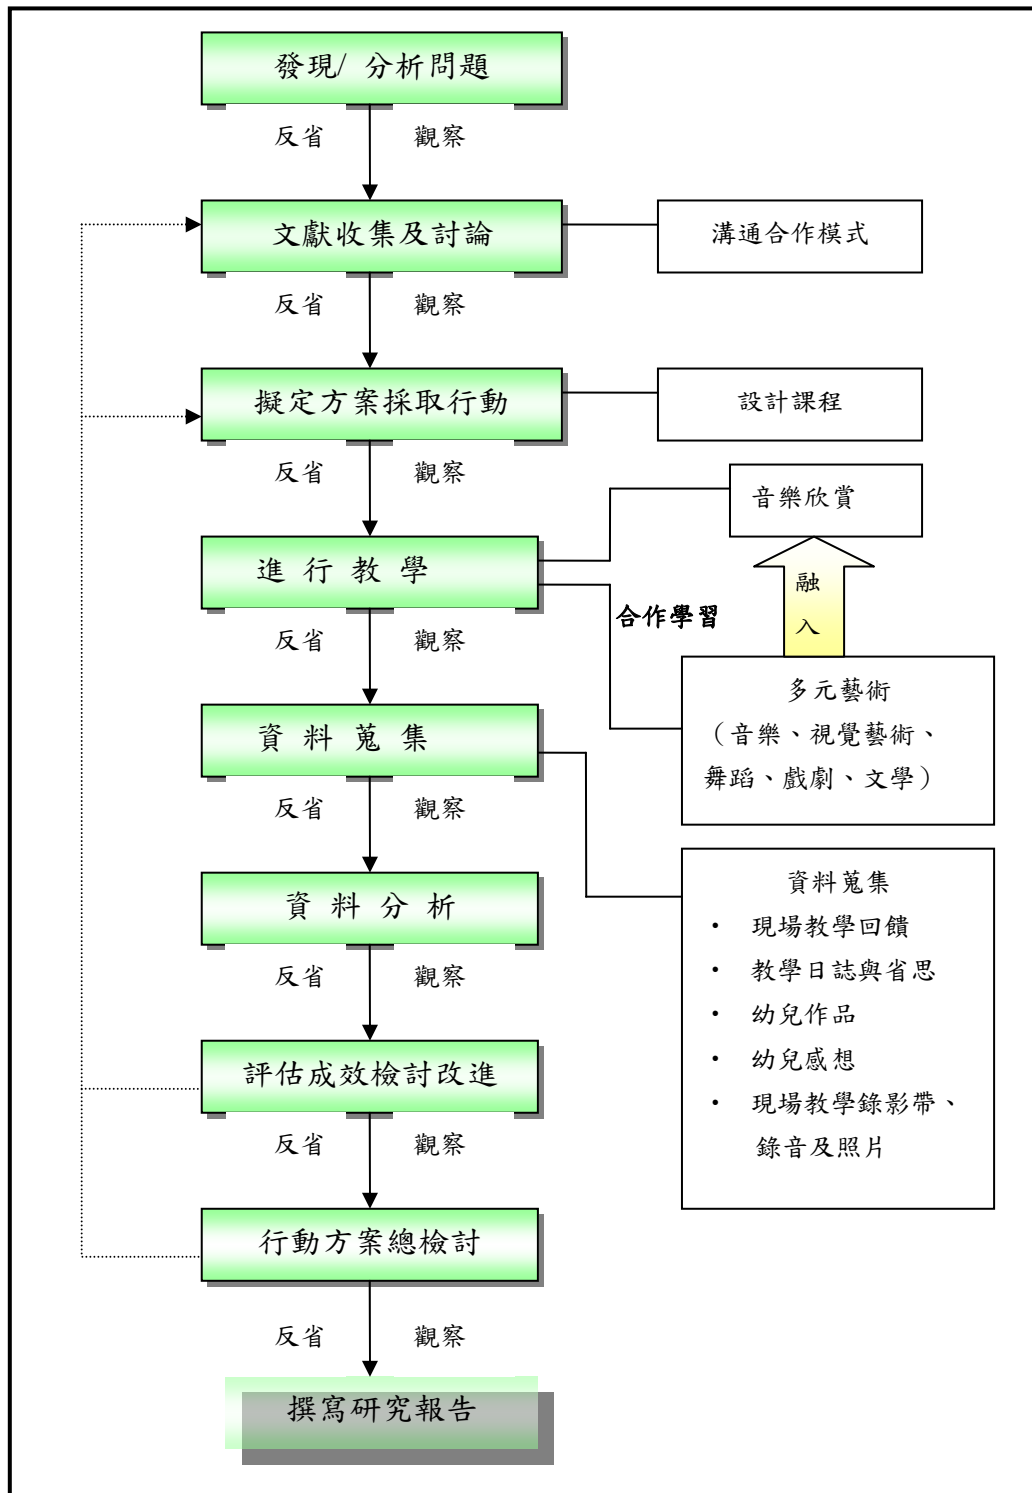 發現/ 分析問題
反省 觀察
文獻收集及討論
溝通合作模式
反省 觀察
擬定方案採取行動
設計課程
反省 觀察
音樂欣賞
進 行 教 學
融
入
合作學習
多元藝術
（音樂、視覺藝術、
舞蹈、戲劇、文學）
反省 觀察
資 料 蒐 集
反省 觀察
資料蒐集
• 現場教學回饋
• 教學日誌與省思
• 幼兒作品
• 幼兒感想
• 現場教學錄影帶、
錄音及照片
資 料 分 析
反省 觀察
評估成效檢討改進
反省 觀察
行動方案總檢討
反省 觀察
撰寫研究報告